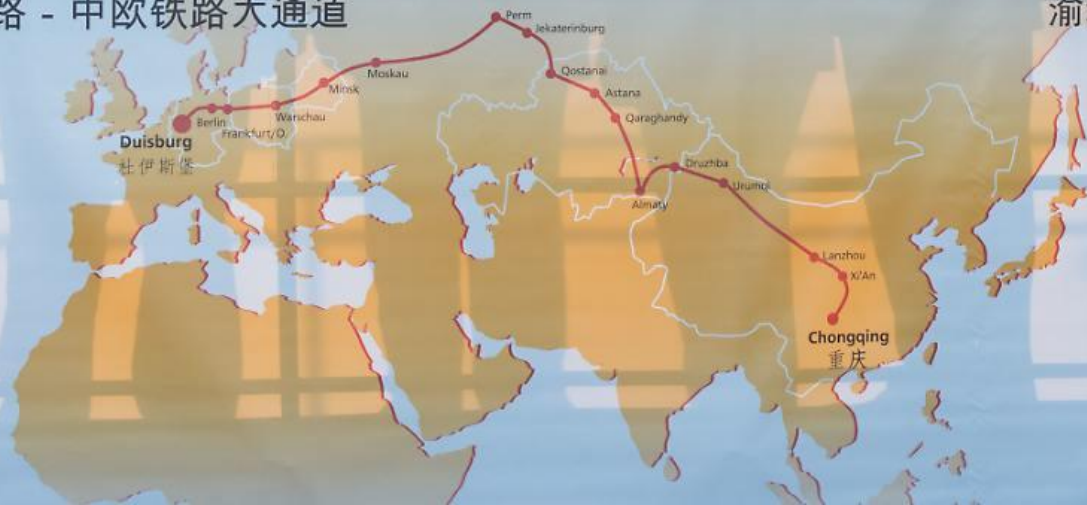 路 - 中欧铁路大通道
渝
Perm
Jekaterinburg
Moskau
Qostanai
Minsk
Astana
Warschau
Qaraghandy
Berlin
Frankfurt/O.
Duisburg
杜伊斯堡
Druzhba
Urumqi
Almaty
Lanzhou
Xi'An
Chongqing
重庆